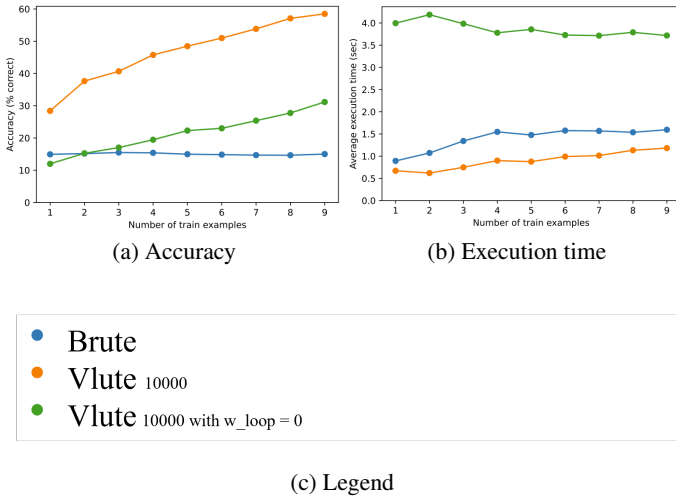 60
50
40
30
20
10
0
Accuracy (% correct)
1 2 3 4 5 6 7 8 9
Number of train examples
(a) Accuracy
4.0
3.5
3.0
2.5
2.0
1.5
1.0
0.5
0.0
Average execution time (sec)
1 2 3 4 5 6 7 8 9
Number of train examples
(b) Execution time
Brute
Vlute 10000
Vlute 10000 with w_loop = 0
(c) Legend